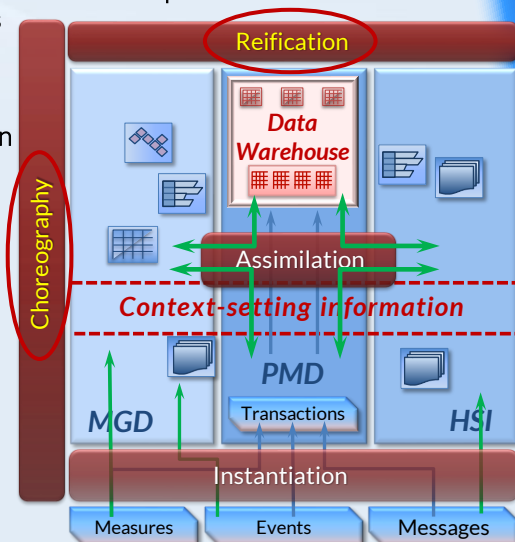 Reification
Choreography
Data
Warehouse
Assimilation
Context-setting information
MGD
PMD
HSI
Transactions
Instantiation
Measures
Events
Messages